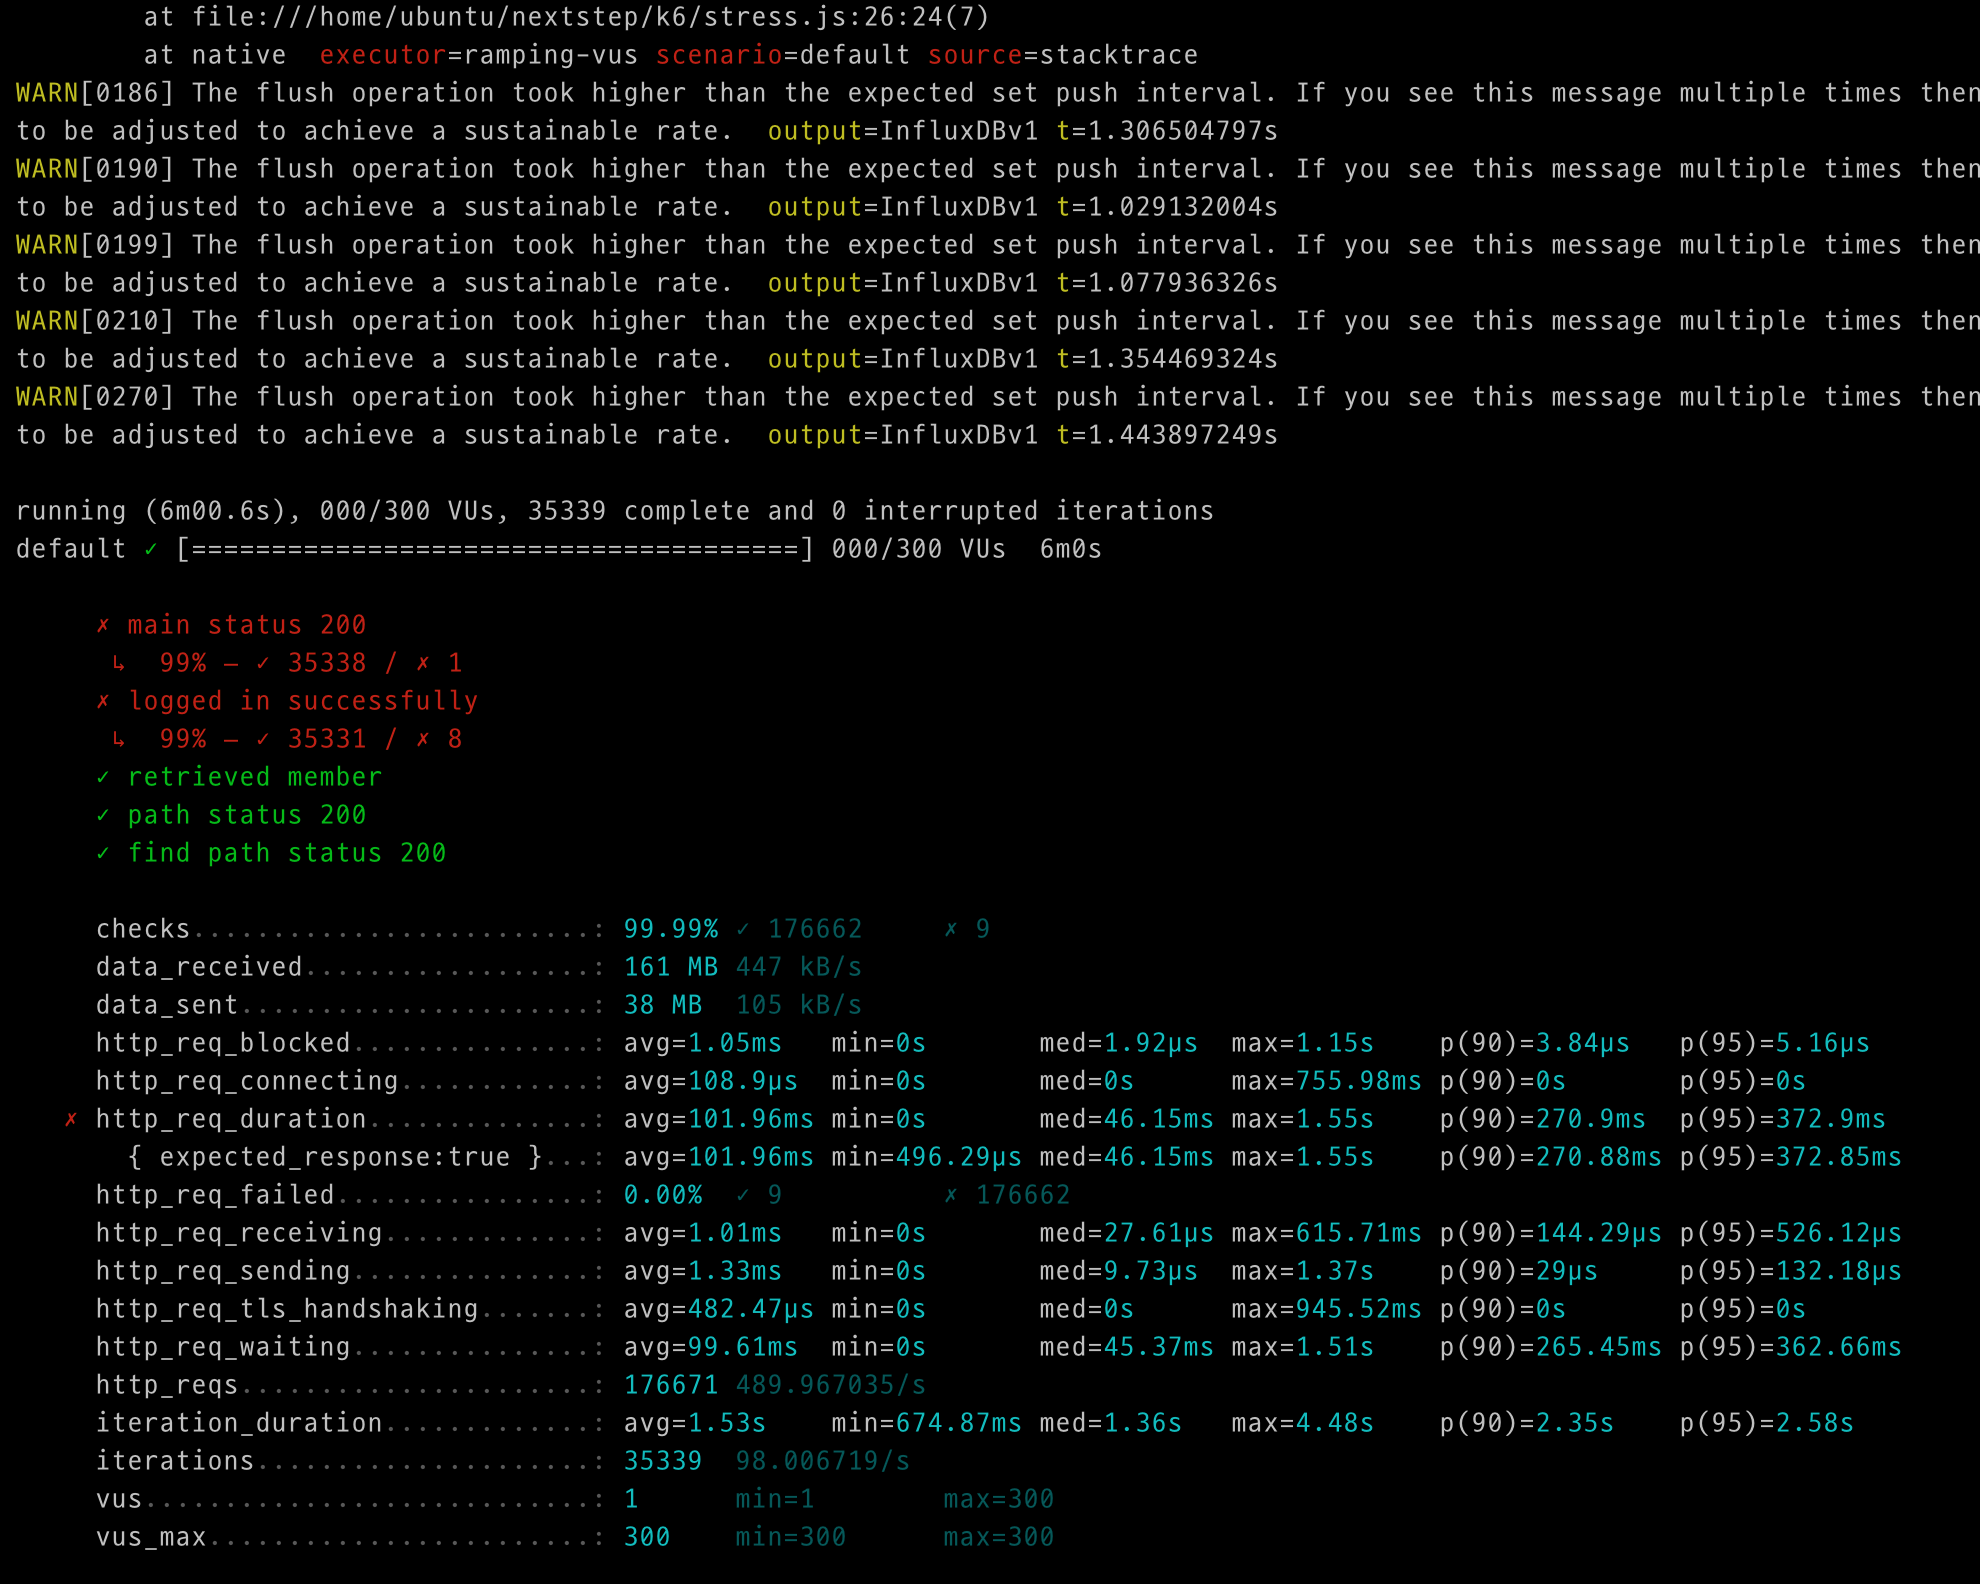 at file:///home/ubuntu/nextstep/k6/stress.js:26:24(7)
at native  executor=ramping-vus scenario=default source=stacktrace
WARN[0186] The flush operation took higher than the expected set push interval. If you see this message multiple times then
to be adjusted to achieve a sustainable rate.  output=InfluxDBv1 t=1.306504797s
WARN[0190] The flush operation took higher than the expected set push interval. If you see this message multiple times then
to be adjusted to achieve a sustainable rate.  output=InfluxDBv1 t=1.029132004s
WARN[0199] The flush operation took higher than the expected set push interval. If you see this message multiple times then
to be adjusted to achieve a sustainable rate.  output=InfluxDBv1 t=1.077936326s
WARN[0210] The flush operation took higher than the expected set push interval. If you see this message multiple times then
to be adjusted to achieve a sustainable rate.  output=InfluxDBv1 t=1.354469324s
WARN[0270] The flush operation took higher than the expected set push interval. If you see this message multiple times then
to be adjusted to achieve a sustainable rate.  output=InfluxDBv1 t=1.443897249s
running (6m00.6s), 000/300 VUs, 35339 complete and 0 interrupted iterations
default ✓ [======================================] 000/300 VUs  6m0s
✗ main status 200
↳  99% — ✓ 35338 / ✗ 1
✗ logged in successfully
↳  99% — ✓ 35331 / ✗ 8
✓ retrieved member
✓ path status 200
✓ find path status 200
checks.........................: 99.99% ✓ 176662     ✗ 9
data_received..................: 161 MB 447 kB/s
data_sent......................: 38 MB  105 kB/s
http_req_blocked...............: avg=1.05ms   min=0s       med=1.92µs  max=1.15s    p(90)=3.84µs   p(95)=5.16µs
http_req_connecting............: avg=108.9µs  min=0s       med=0s      max=755.98ms p(90)=0s       p(95)=0s
✗ http_req_duration..............: avg=101.96ms min=0s       med=46.15ms max=1.55s    p(90)=270.9ms  p(95)=372.9ms
{ expected_response:true }...: avg=101.96ms min=496.29µs med=46.15ms max=1.55s    p(90)=270.88ms p(95)=372.85ms
http_req_failed................: 0.00%  ✓ 9          ✗ 176662
http_req_receiving.............: avg=1.01ms   min=0s       med=27.61µs max=615.71ms p(90)=144.29µs p(95)=526.12µs
http_req_sending...............: avg=1.33ms   min=0s       med=9.73µs  max=1.37s    p(90)=29µs     p(95)=132.18µs
http_req_tls_handshaking.......: avg=482.47µs min=0s       med=0s      max=945.52ms p(90)=0s       p(95)=0s
http_req_waiting...............: avg=99.61ms  min=0s       med=45.37ms max=1.51s    p(90)=265.45ms p(95)=362.66ms
http_reqs......................: 176671 489.967035/s
iteration_duration.............: avg=1.53s    min=674.87ms med=1.36s   max=4.48s    p(90)=2.35s    p(95)=2.58s
iterations.....................: 35339  98.006719/s
vus............................: 1      min=1        max=300
vus_max........................: 300    min=300      max=300